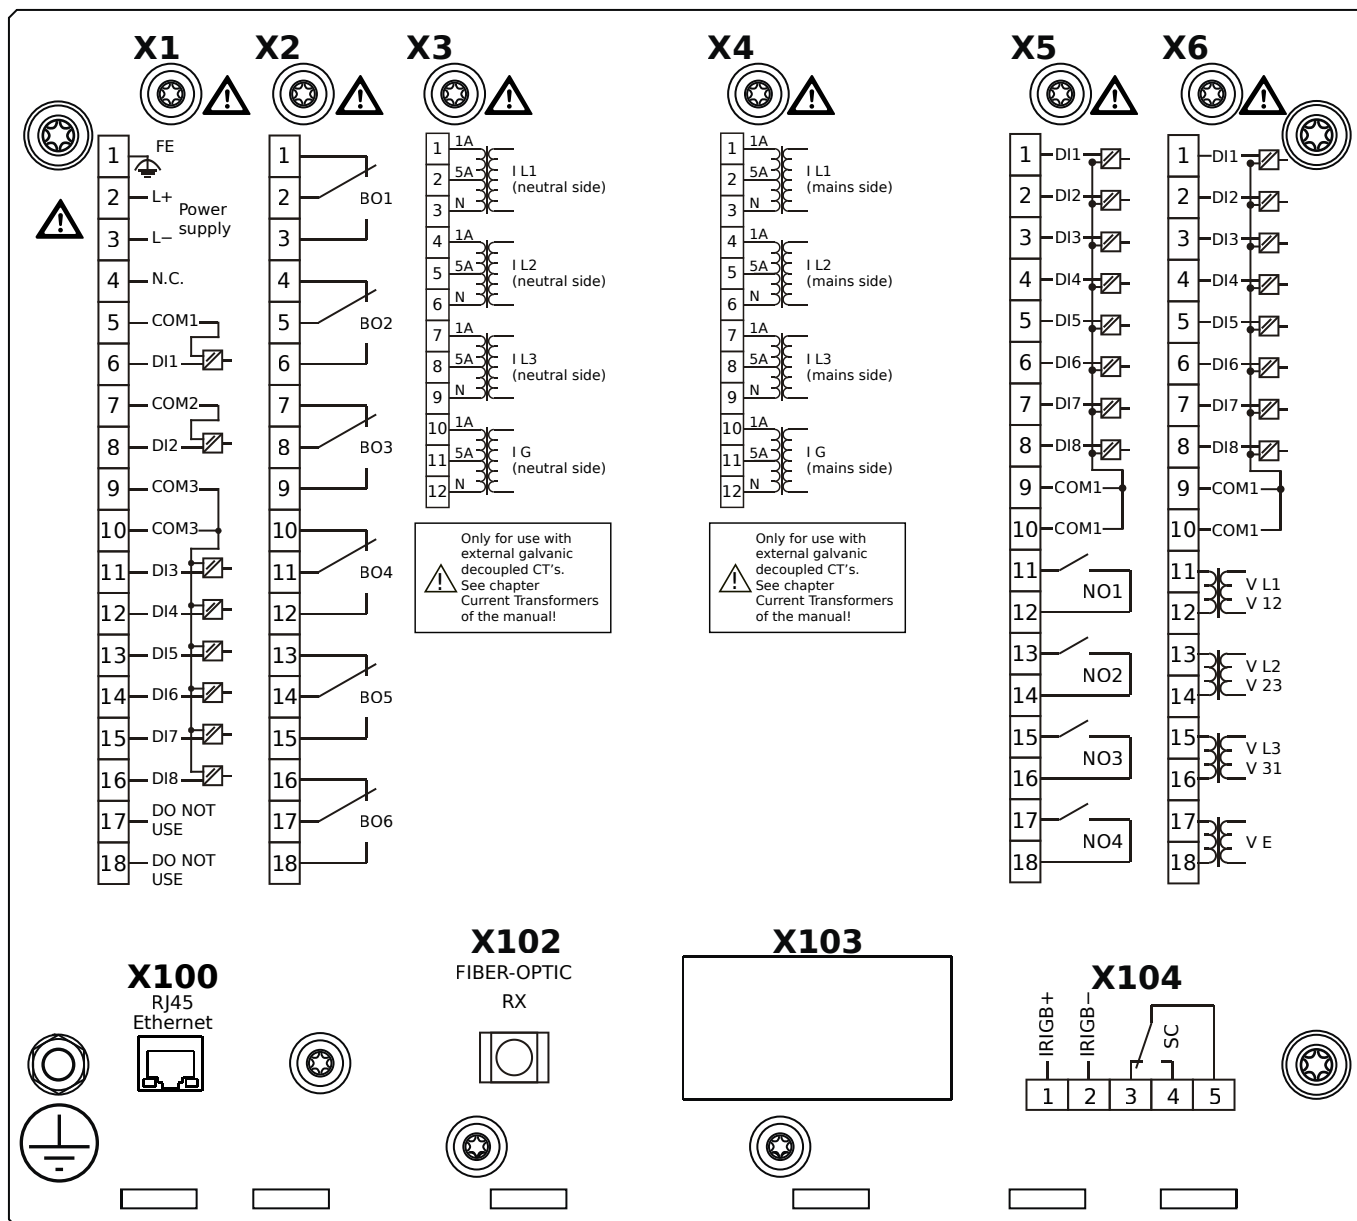 X1
X2
X3
X4
X5
X6
1
FE
2
L+
Power
supply
3
L−
4
N.C.
5
COM1
6
DI1
7
COM2
8
DI2
9
COM3
10
COM3
11
DI3
12
DI4
13
DI5
14
DI6
15
DI7
16
DI8
17
DO NOT
USE
18
DO NOT
USE
1
2
BO1
3
4
5
BO2
6
7
8
BO3
9
10
11
BO4
12
13
14
BO5
15
16
17
BO6
18
1
1A
2
5A
I L1
(neutral side)
3
N
4
1A
5
5A
I L2
(neutral side)
6
N
7
1A
8
5A
I L3
(neutral side)
9
N
10
1A
11
5A
I G
(neutral side)
12
N
Only for use with
external galvanic
decoupled CT’s.
See chapter
Current Transformers
of the manual!
1
1A
2
5A
I L1
(mains side)
3
N
4
1A
5
5A
I L2
(mains side)
6
N
7
1A
8
5A
I L3
(mains side)
9
N
10
1A
11
5A
I G
(mains side)
12
N
Only for use with
external galvanic
decoupled CT’s.
See chapter
Current Transformers
of the manual!
1
DI1
2
DI2
3
DI3
4
DI4
5
DI5
6
DI6
7
DI7
8
DI8
9
COM1
10
COM1
11
NO1
12
13
NO2
14
15
NO3
16
17
NO4
18
1
DI1
2
DI2
3
DI3
4
DI4
5
DI5
6
DI6
7
DI7
8
DI8
9
COM1
10
COM1
11
V L1
12
V 12
13
V L2
14
V 23
15
V L3
16
V 31
17
V E
18
X100
RJ45
Ethernet
X102
FIBER-OPTIC
RX
X103
X104
IRIGB+
IRIGB−
SC
1
2
3
4
5